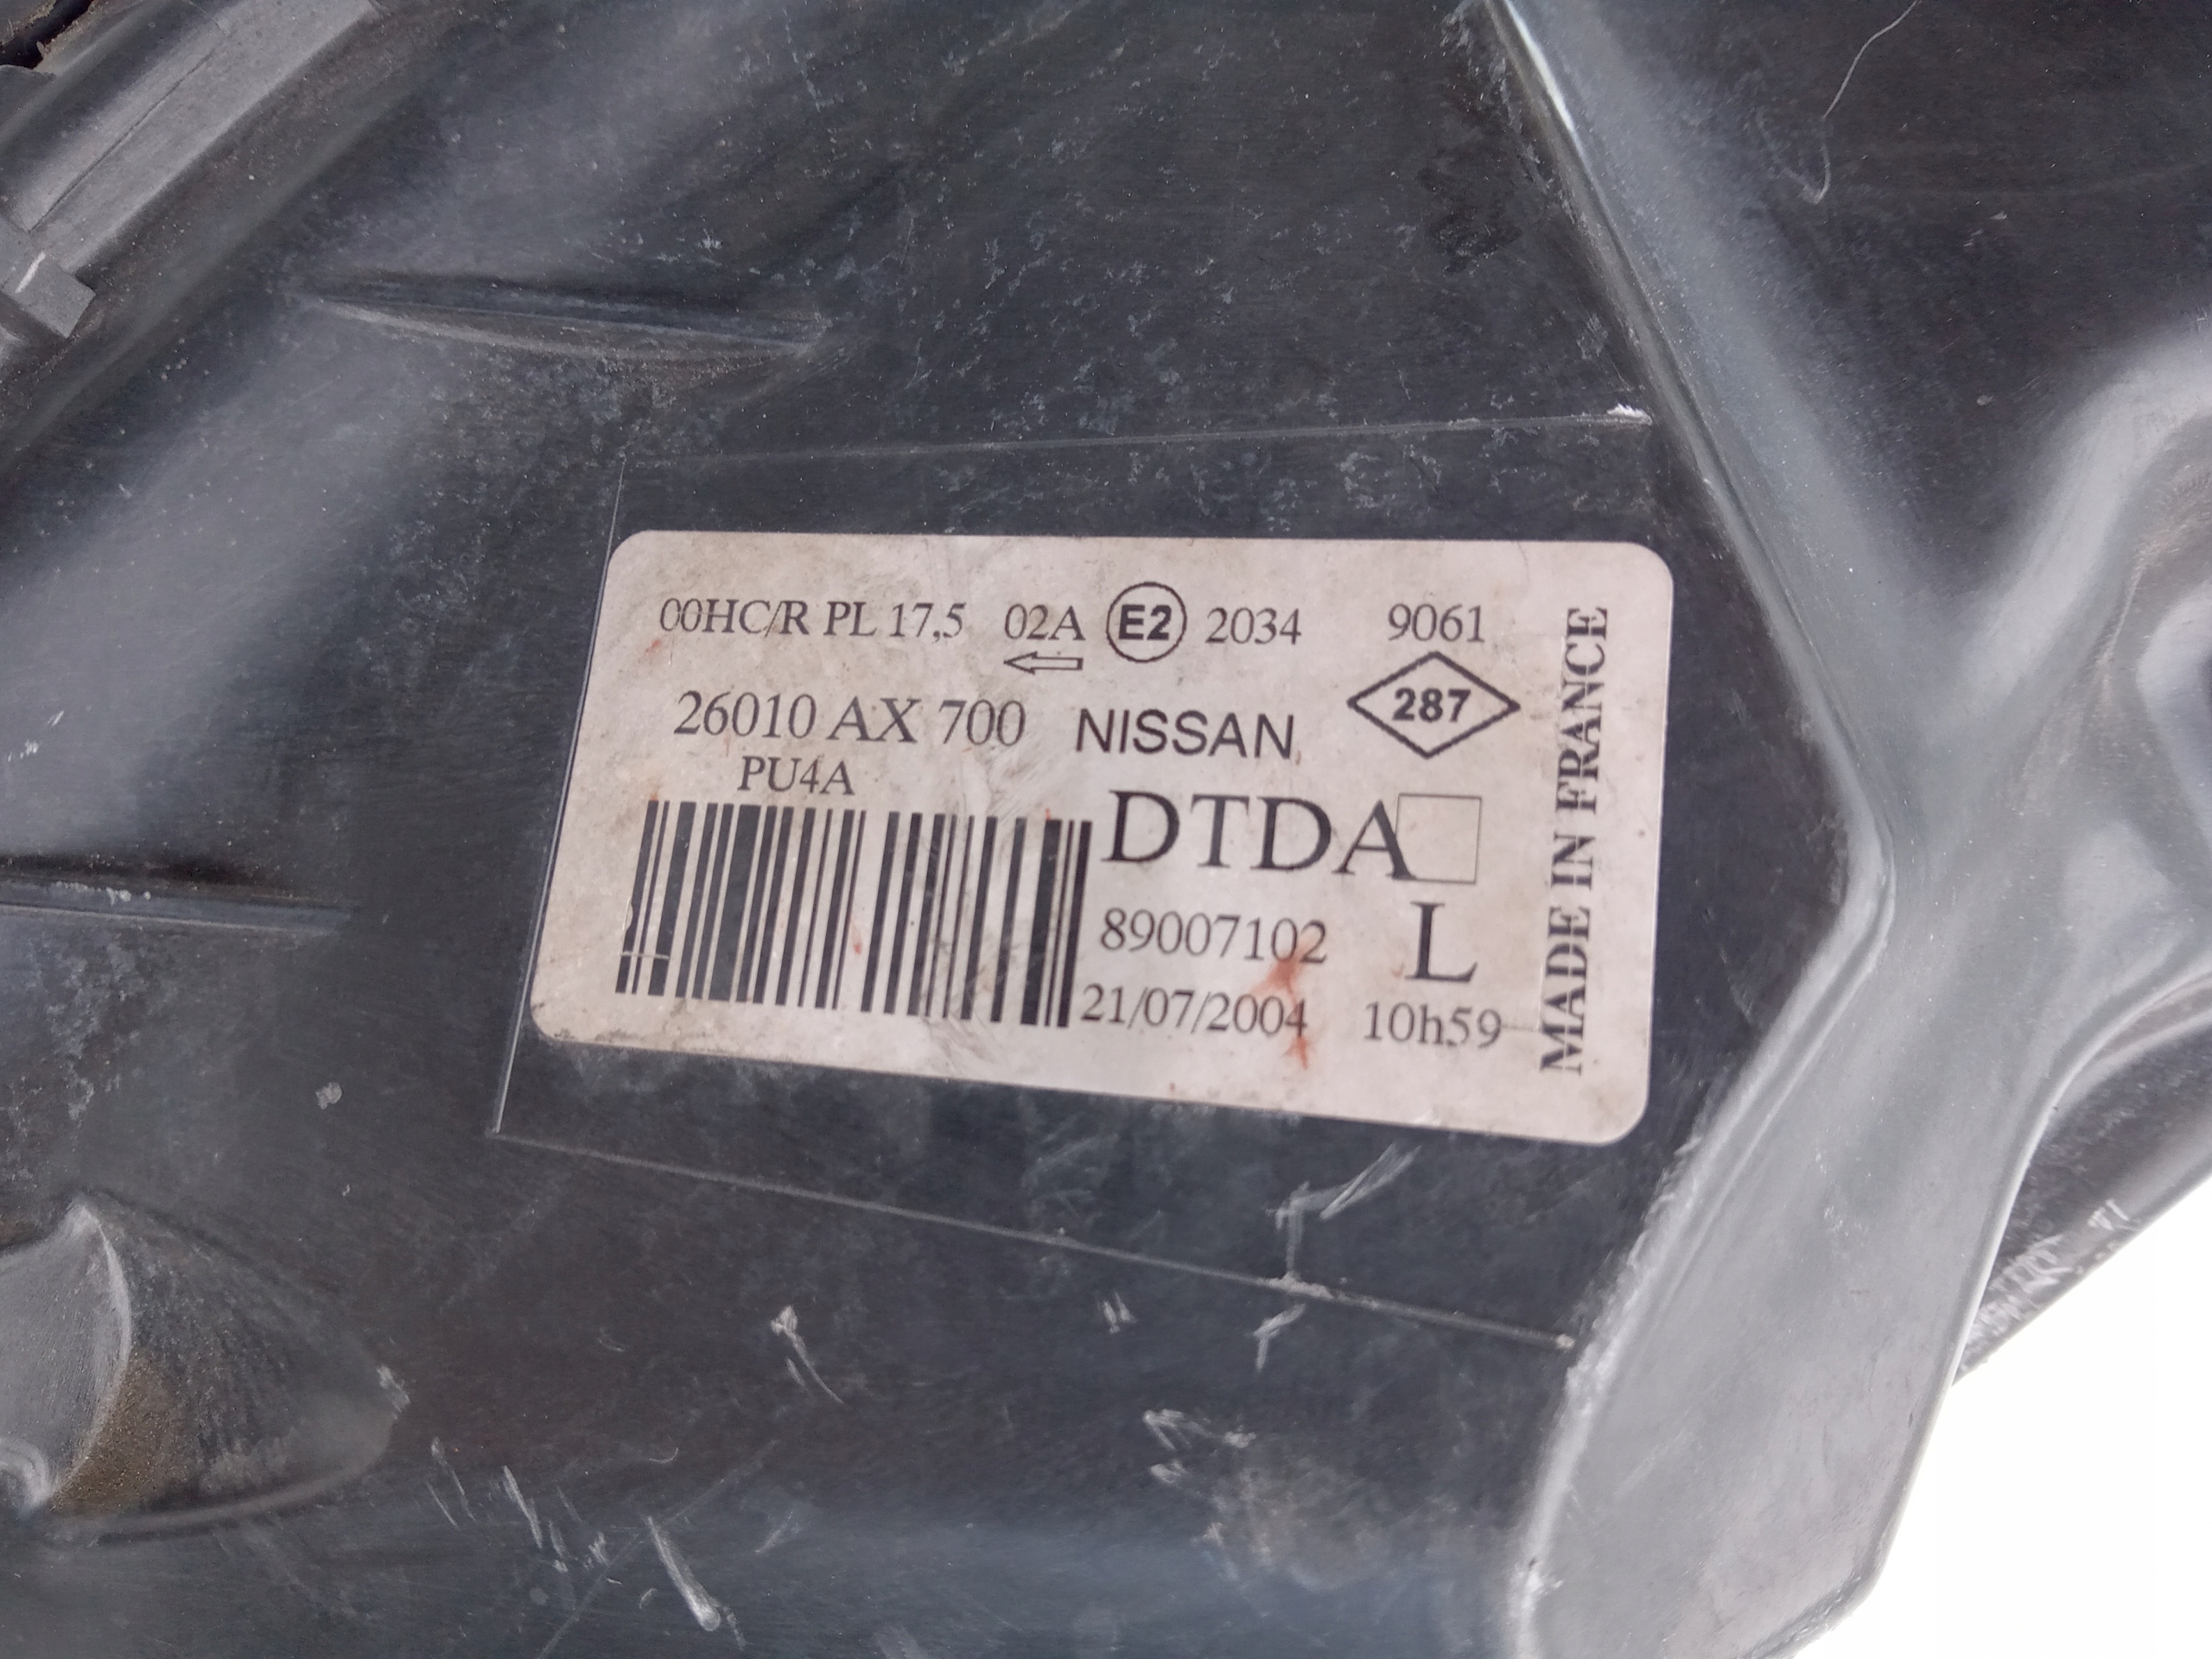 00HC/R PL 17,5 02A E2 2034 9061
26010 AX 700 NISSAN 287
PU4A
DTDA
89007102 L
21/07/2004 10h59
MADE IN FRANCE